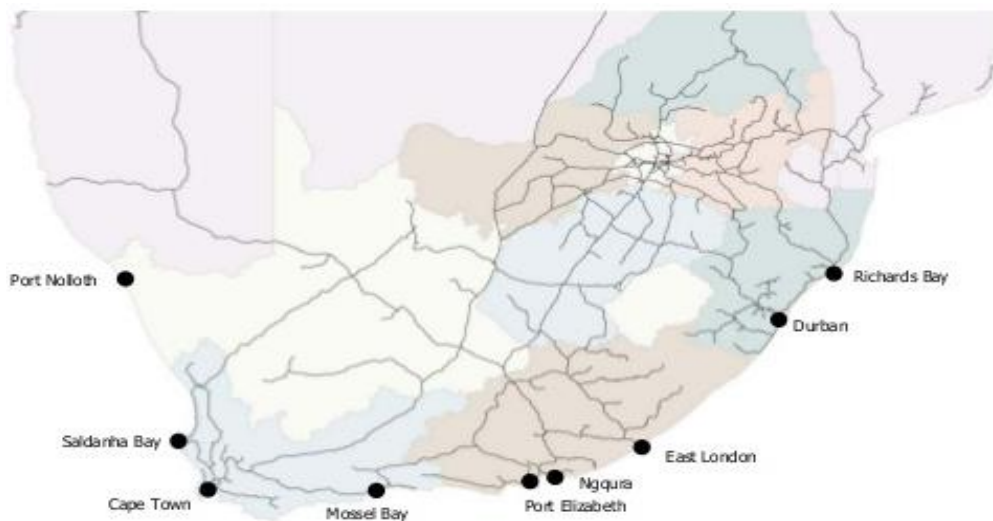 Port Nolloth
Richards Bay
Durban
Saldanha Bay
East London
Ngqura
Cape Town
Mossel Bay
Port Elizabeth